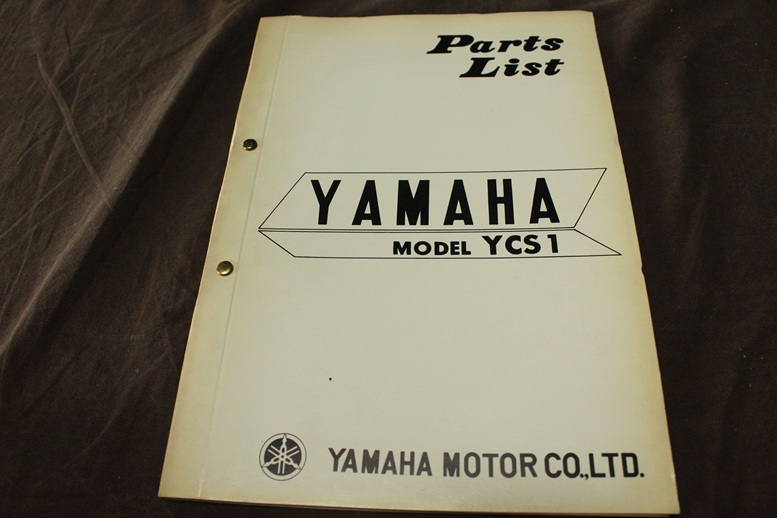 Parts
List
YAMAHA
MODEL YCS1
YAMAHA MOTOR CO.,LTD.